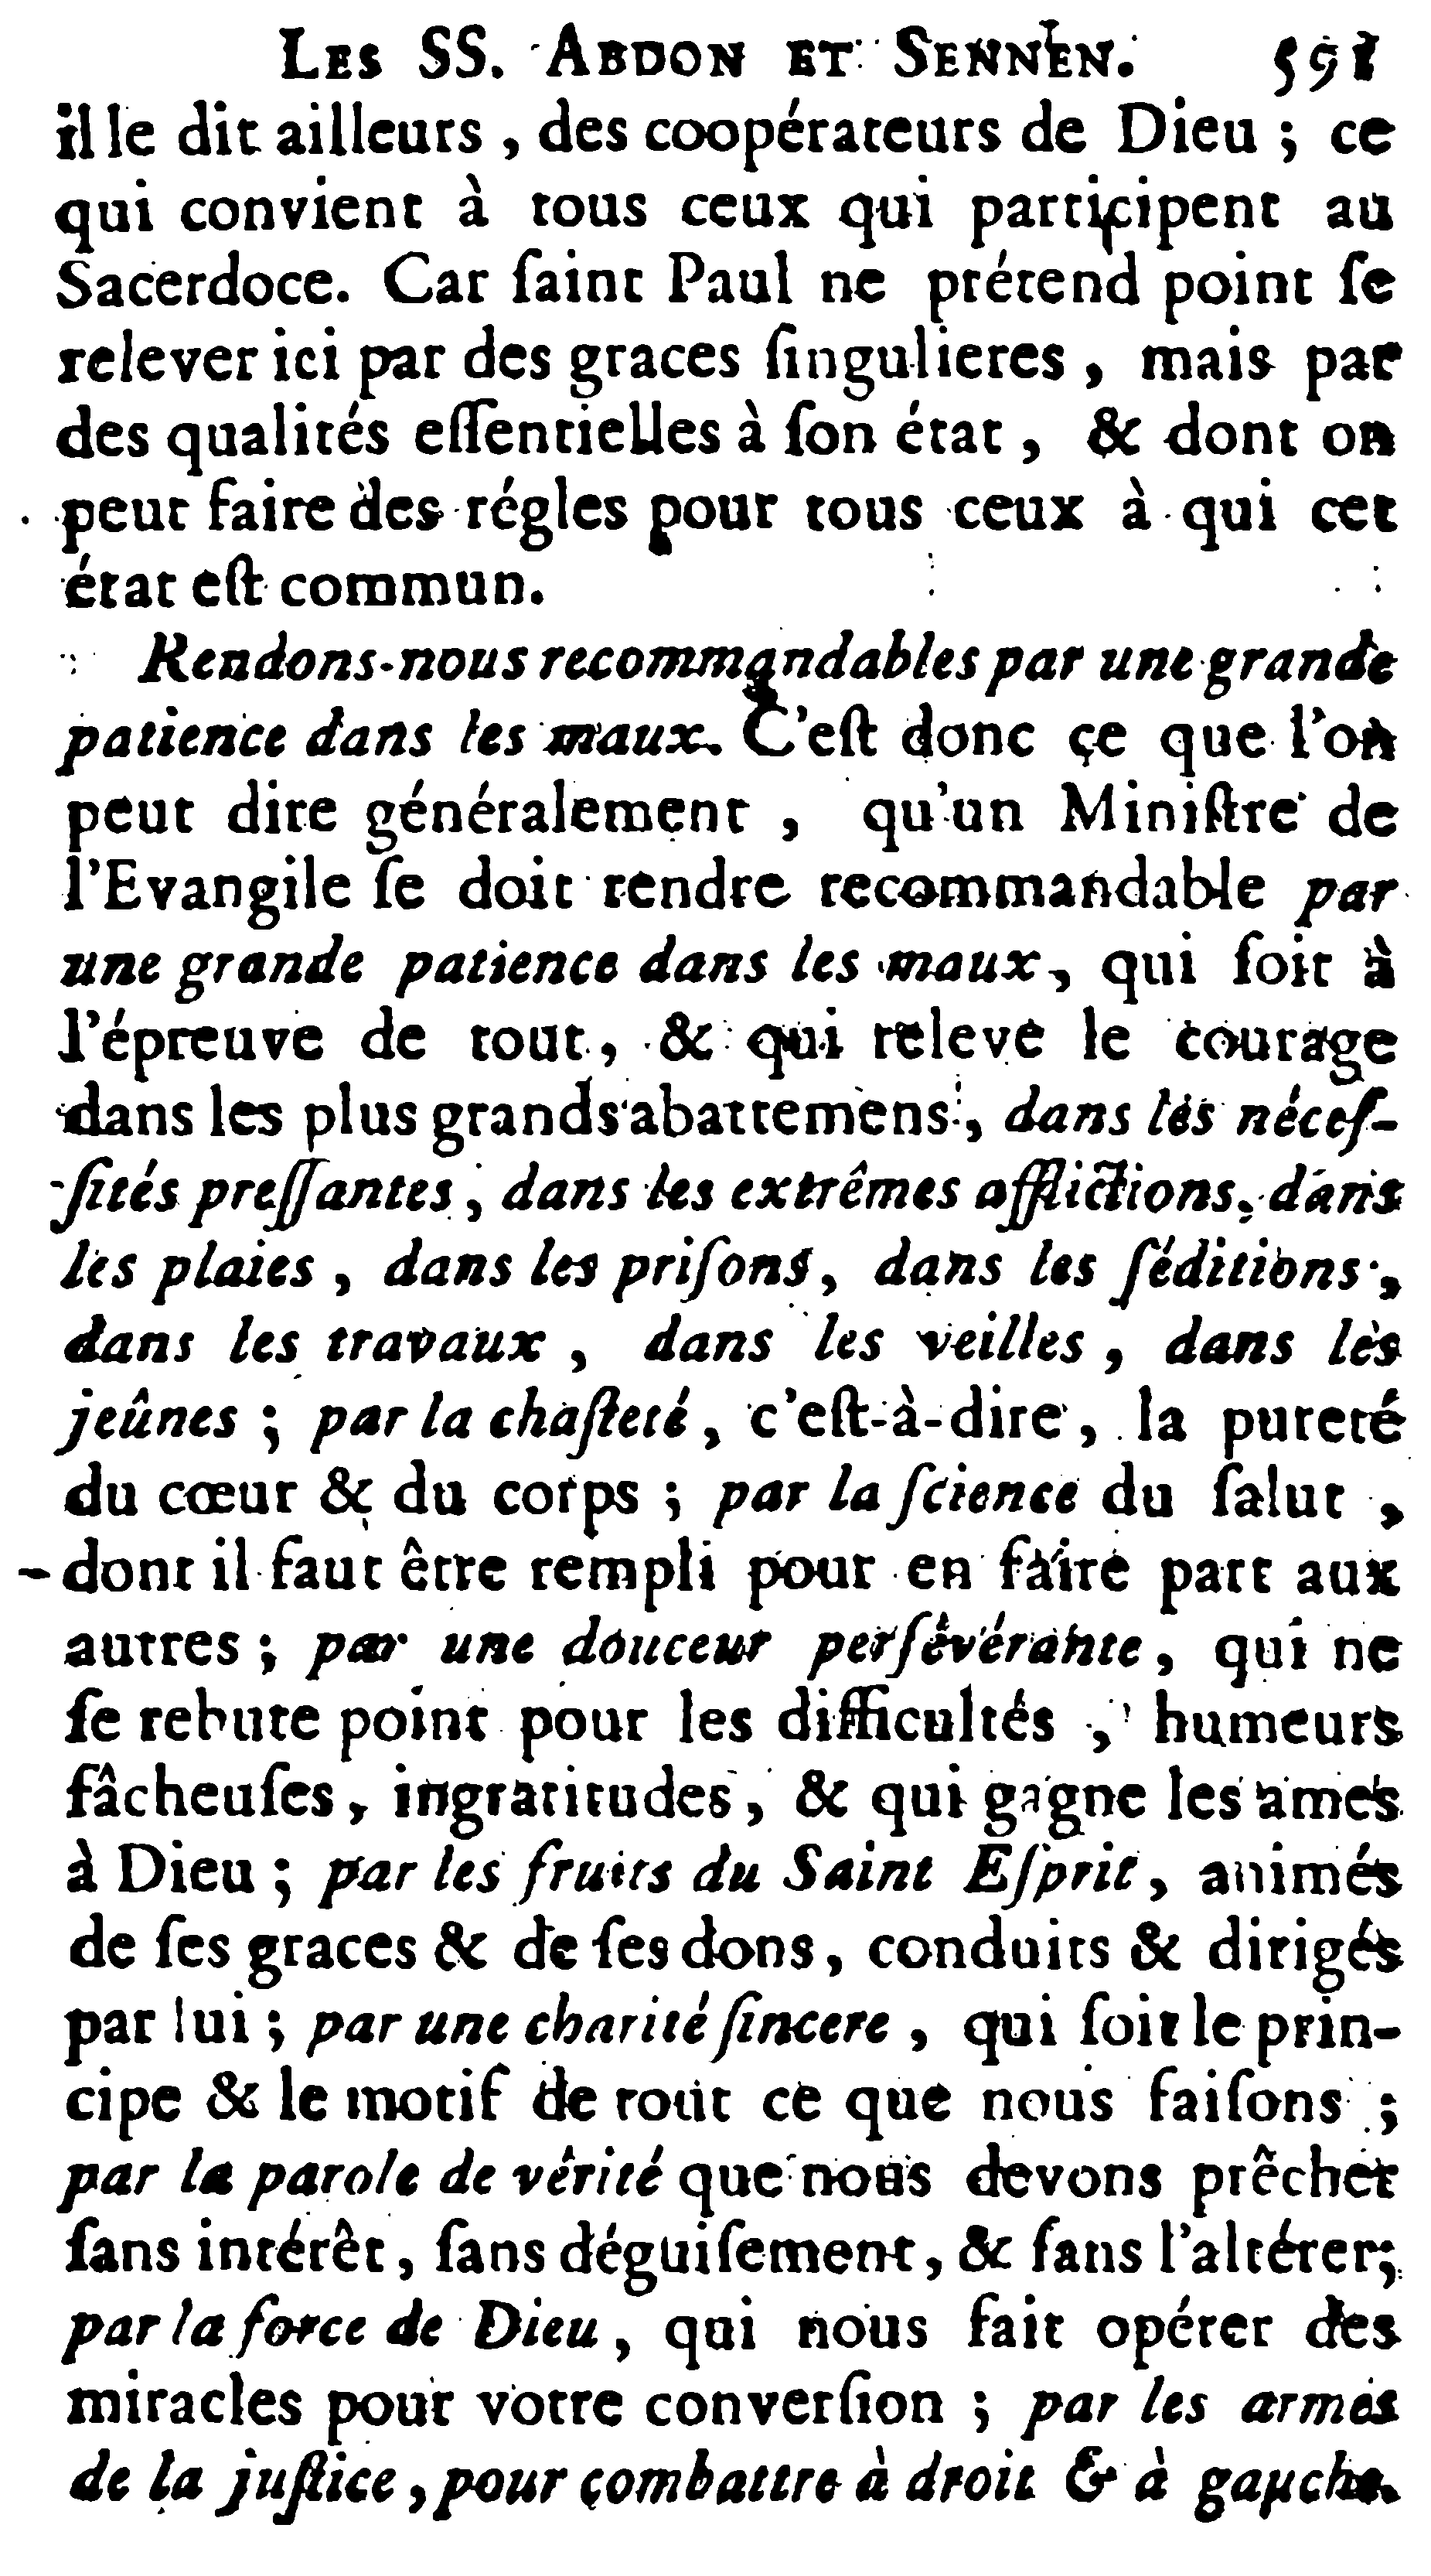 LES SS. ABDON ET SENNEN. 591
il le dit ailleurs, des coopérateurs de Dieu ; ce
qui convient à tous ceux qui participent au
Sacerdoce. Car ſaint Paul ne prétend point ſe
relever ici par des graces ſingulieres, mais par
des qualités eſſentielles à ſon état, & dont on
peut faire des régles pour tous ceux à qui cet
état eſt commun.
Rendons-nous recommandables par une grande
patience dans les maux. C'eſt donc ce que l'on
peut dire généralement, qu'un Miniſtre de
l'Evangile ſe doit rendre recommandable par
une grande patience dans les maux, qui ſoit à
l'épreuve de tout, & qui releve le courage
dans les plus grands abattemens, dans les néceſ-
ſités preſſantes, dans les extrêmes afflictions, dans
les plaies, dans les priſons, dans les ſéditions,
dans les travaux, dans les veilles, dans les
jeûnes ; par la chaſteté, c'eſt-à-dire, la pureté
du cœur & du corps ; par la ſcience du ſalut,
dont il faut être rempli pour en faire part aux
autres ; par une douceur perſévérante, qui ne
ſe rebute point pour les difficultés, humeurs
fâcheuſes, ingratitudes, & qui gagne les ames
à Dieu ; par les fruits du Saint Eſprit, animés
de ſes graces & de ſes dons, conduits & dirigés
par lui ; par une charité ſincere, qui ſoit le prin-
cipe & le motif de tout ce que nous faiſons ;
par la parole de vérité que nous devons prêcher
ſans intérêt, ſans déguiſement, & ſans l'altérer;
par la force de Dieu, qui nous fait opérer des
miracles pour votre converſion ; par les armes
de la juſtice, pour combattre à droit & à gauche.